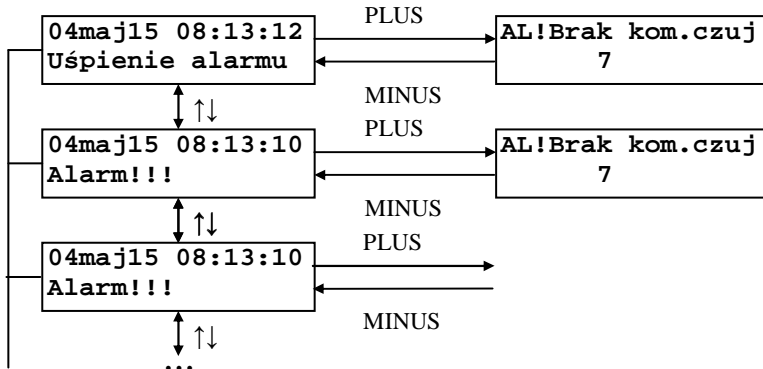 PLUS
04maj15 08:13:12
Uśpienie alarmu
AL!Brak kom.czuj
7
MINUS
↑↓
PLUS
04maj15 08:13:10
Alarm!!!
AL!Brak kom.czuj
7
MINUS
↑↓
PLUS
04maj15 08:13:10
Alarm!!!
MINUS
↑↓
...